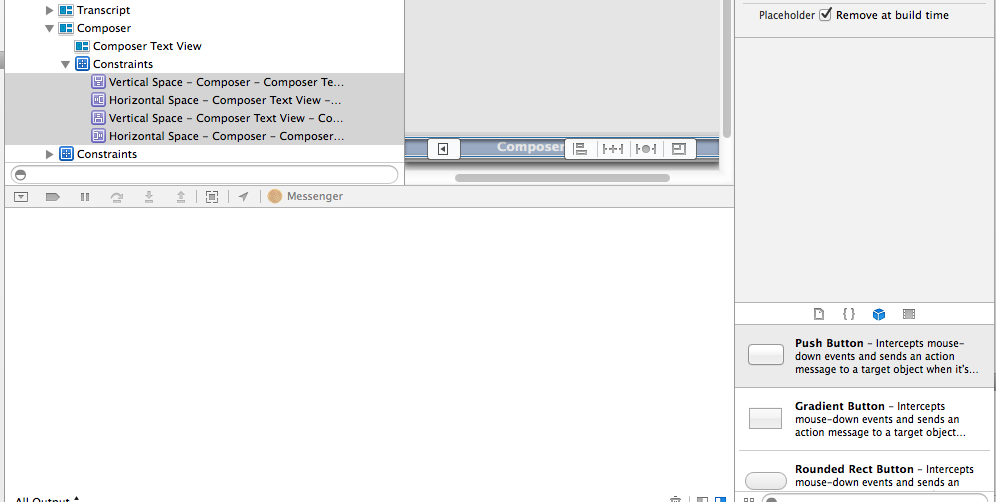 Transcript
Composer
Composer Text View
Constraints
Vertical Space – Composer – Composer Te...
Horizontal Space – Composer Text View –...
Vertical Space – Composer Text View – Co...
Horizontal Space – Composer – Composer...
Constraints
Composer
Messenger
All Output
Placeholder Remove at build time
{ }
Push Button – Intercepts mouse-
down events and sends an action
message to a target object when it's...
Gradient Button – Intercepts
mouse-down events and sends an
action message to a target object...
Rounded Rect Button – Intercepts
mouse-down events and sends an